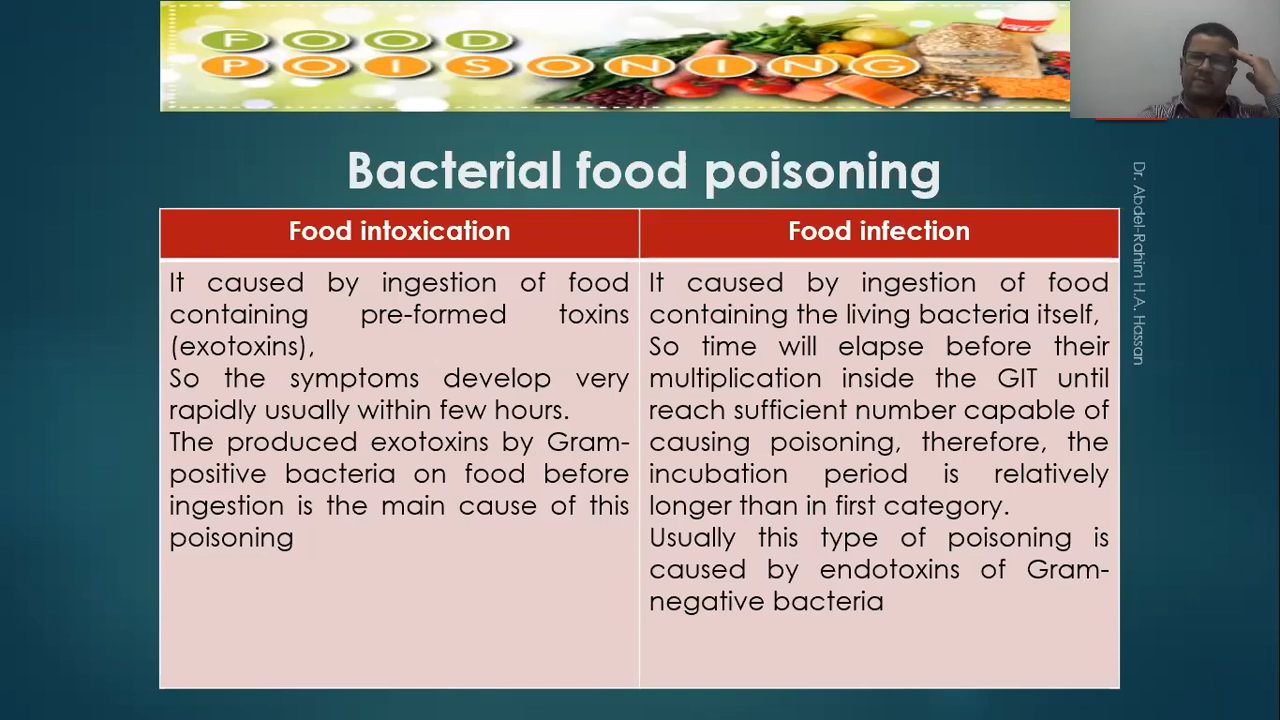 FOOD
POISONING
Bacterial food poisoning
Food intoxication
It caused by ingestion of food
containing pre-formed toxins
(exotoxins),
So the symptoms develop very
rapidly usually within few hours.
The produced exotoxins by Gram-
positive bacteria on food before
ingestion is the main cause of this
poisoning
Food infection
It caused by ingestion of food
containing the living bacteria itself,
So time will elapse before their
multiplication inside the GIT until
reach sufficient number capable of
causing poisoning, therefore, the
incubation period is relatively
longer than in first category.
Usually this type of poisoning is
caused by endotoxins of Gram-
negative bacteria
Dr. Abdel-Rahim H.A. Hassan